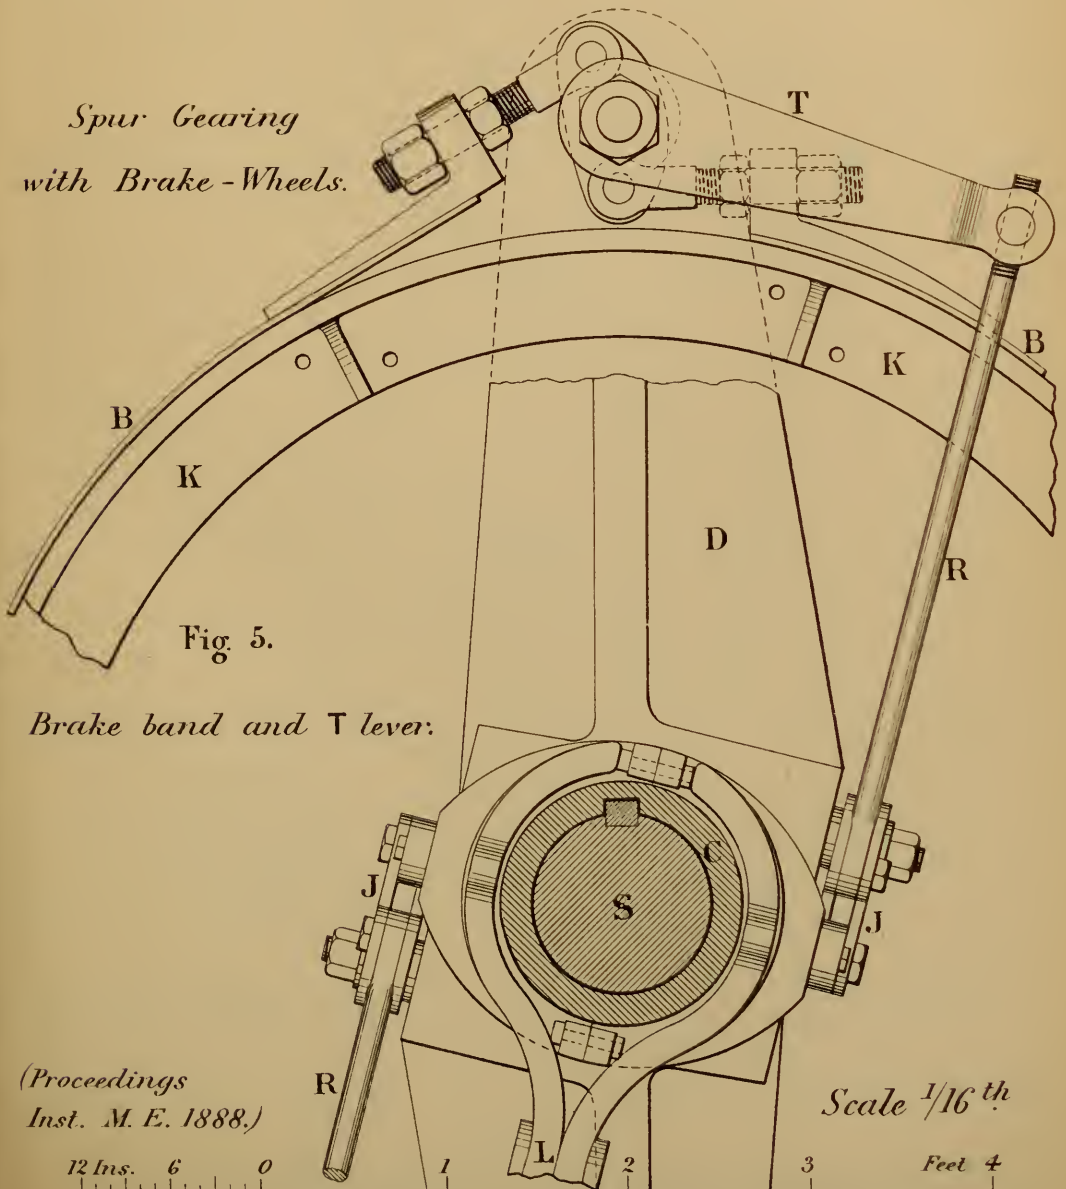 Spur Gearing
with Brake-Wheels.
T
B
B
K
K
D
R
Fig. 5.
Brake band and T lever.
C
S
J
J
R
L
(Proceedings
Inst. M. E. 1888.)
Scale 1/16th
12 Ins. 6 0 1 2 3 Feet 4